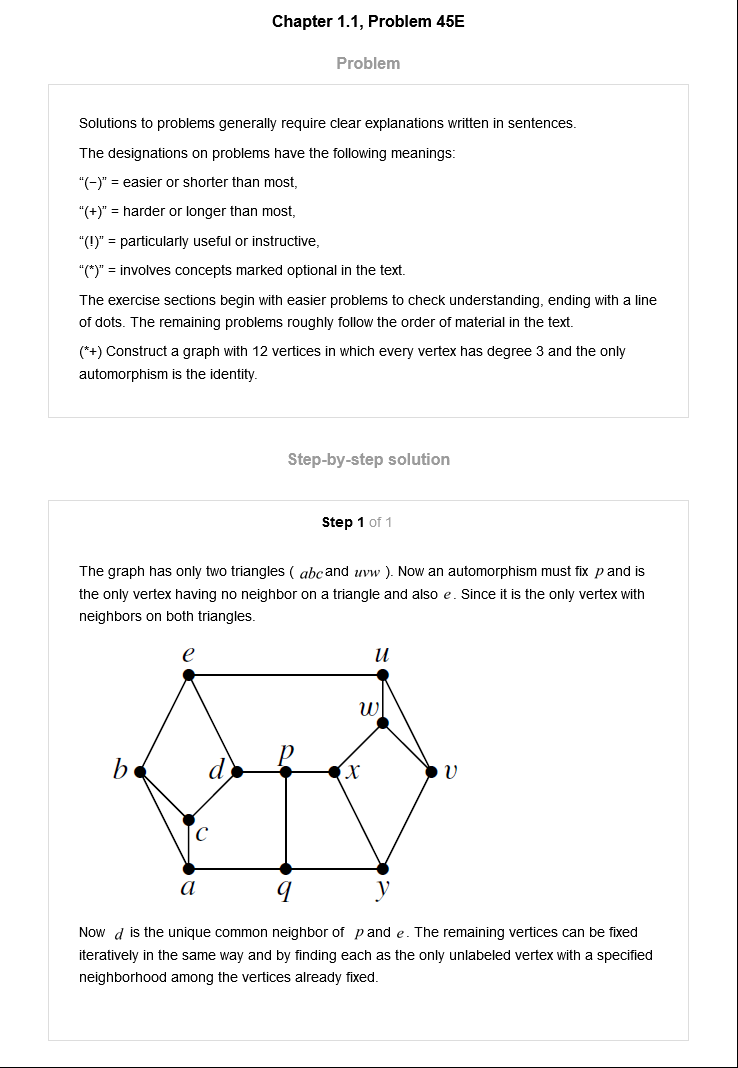 Chapter 1.1, Problem 45E
Problem
Solutions to problems generally require clear explanations written in sentences.
The designations on problems have the following meanings:
“(−)” = easier or shorter than most,
“(+)” = harder or longer than most,
“(!)” = particularly useful or instructive,
“(*)” = involves concepts marked optional in the text.
The exercise sections begin with easier problems to check understanding, ending with a line
of dots. The remaining problems roughly follow the order of material in the text.
(*+) Construct a graph with 12 vertices in which every vertex has degree 3 and the only
automorphism is the identity.
Step-by-step solution
Step 1 of 1
The graph has only two triangles ( abc and uvw ). Now an automorphism must fix p and is
the only vertex having no neighbor on a triangle and also e. Since it is the only vertex with
neighbors on both triangles.
e u
w
b d p x v
c
a q y
Now d is the unique common neighbor of p and e. The remaining vertices can be fixed
iteratively in the same way and by finding each as the only unlabeled vertex with a specified
neighborhood among the vertices already fixed.